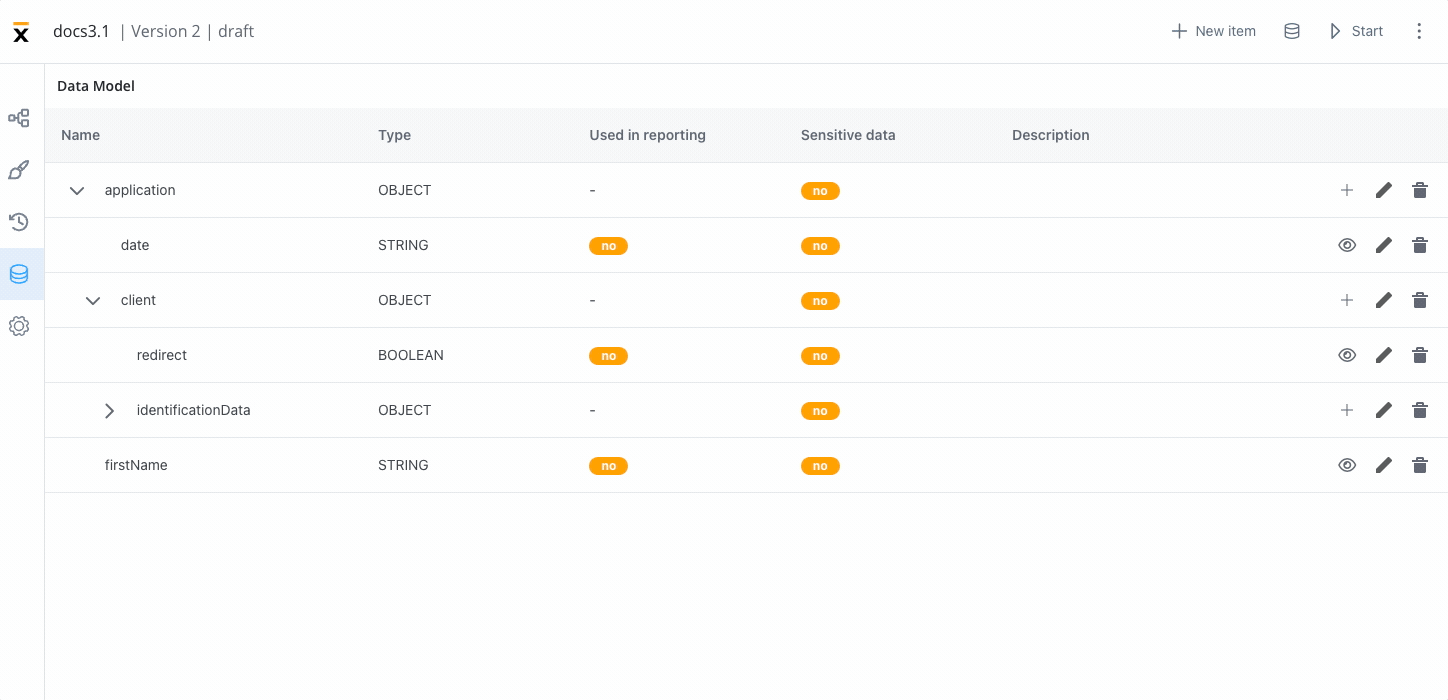 docs3.1 | Version 2 | draft New item Start
Data Model
Name Type Used in reporting Sensitive data Description
application OBJECT - no
date STRING no no
client OBJECT - no
redirect BOOLEAN no no
identificationData OBJECT - no
firstName STRING no no